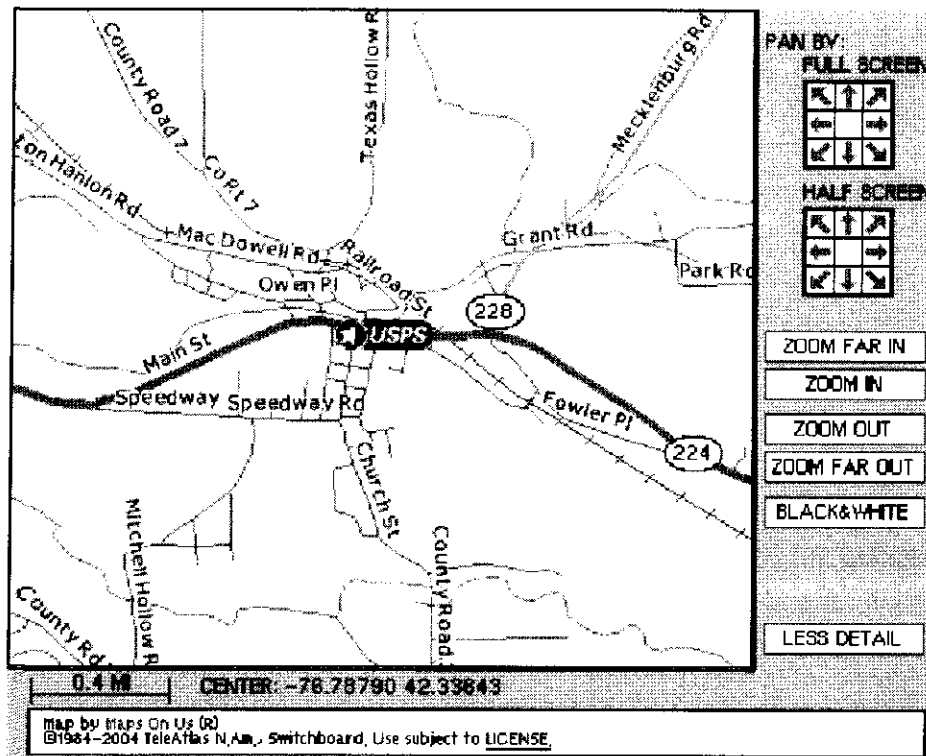 PAN BY:
FULL SCREEN
HALF SCREEN
ZOOM FAR IN
ZOOM IN
ZOOM OUT
ZOOM FAR OUT
BLACK&WHITE
LESS DETAIL
County Road 7
Co Rt 7
Texas Hollow R
Mecklenburg Rd
ton Hanlon Rd
Mac Dowell Rd
Railroad St
Grant Rd
Park Rd
Owen Pl
228
USPS
Main St
Speedway
Speedway Rd
Fowler Pl
224
Church St
Mitchell Hollow R
County Road
County Rd
0.4 MI
CENTER: -76.78790 42.33643
Map by Maps On Us (R)
©1984-2004 TeleAtlas N.Am., Switchboard, Use subject to LICENSE.